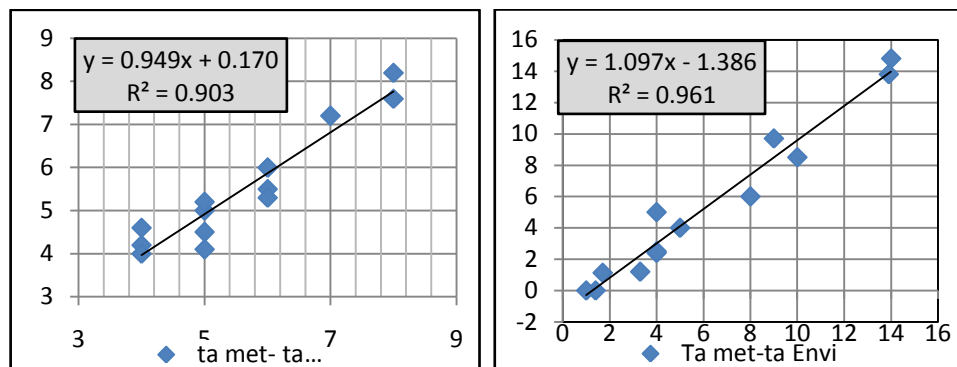 y = 0.949x + 0.170
R² = 0.903
9
8
7
6
5
4
3
3 5 7 9
ta met- ta...
y = 1.097x - 1.386
R² = 0.961
16
14
12
10
8
6
4
2
0
-2
0 2 4 6 8 10 12 14 16
Ta met-ta Envi